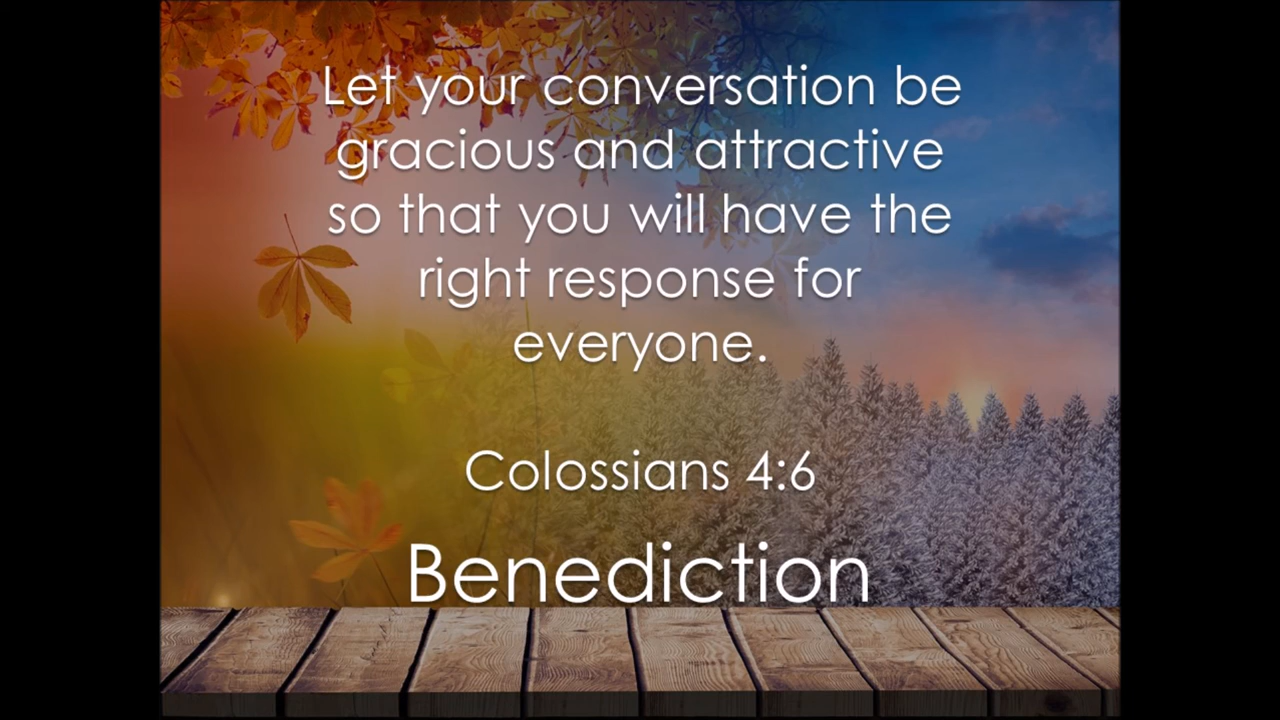 Let your conversation be
gracious and attractive
so that you will have the
right response for
everyone.
Colossians 4:6
Benediction